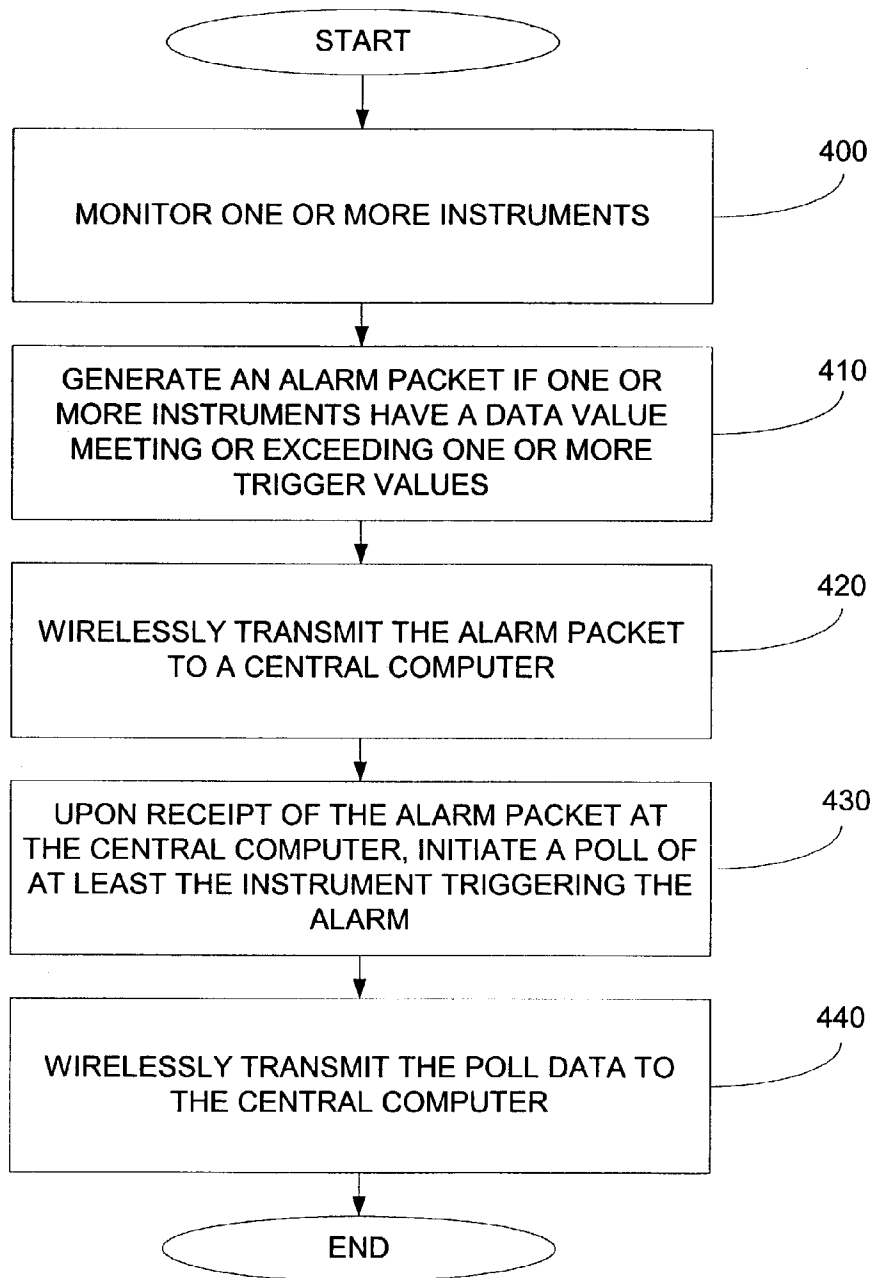 START
400
MONITOR ONE OR MORE INSTRUMENTS
410
GENERATE AN ALARM PACKET IF ONE OR
MORE INSTRUMENTS HAVE A DATA VALUE
MEETING OR EXCEEDING ONE OR MORE
TRIGGER VALUES
420
WIRELESSLY TRANSMIT THE ALARM PACKET
TO A CENTRAL COMPUTER
430
UPON RECEIPT OF THE ALARM PACKET AT
THE CENTRAL COMPUTER, INITIATE A POLL OF
AT LEAST THE INSTRUMENT TRIGGERING THE
ALARM
440
WIRELESSLY TRANSMIT THE POLL DATA TO
THE CENTRAL COMPUTER
END